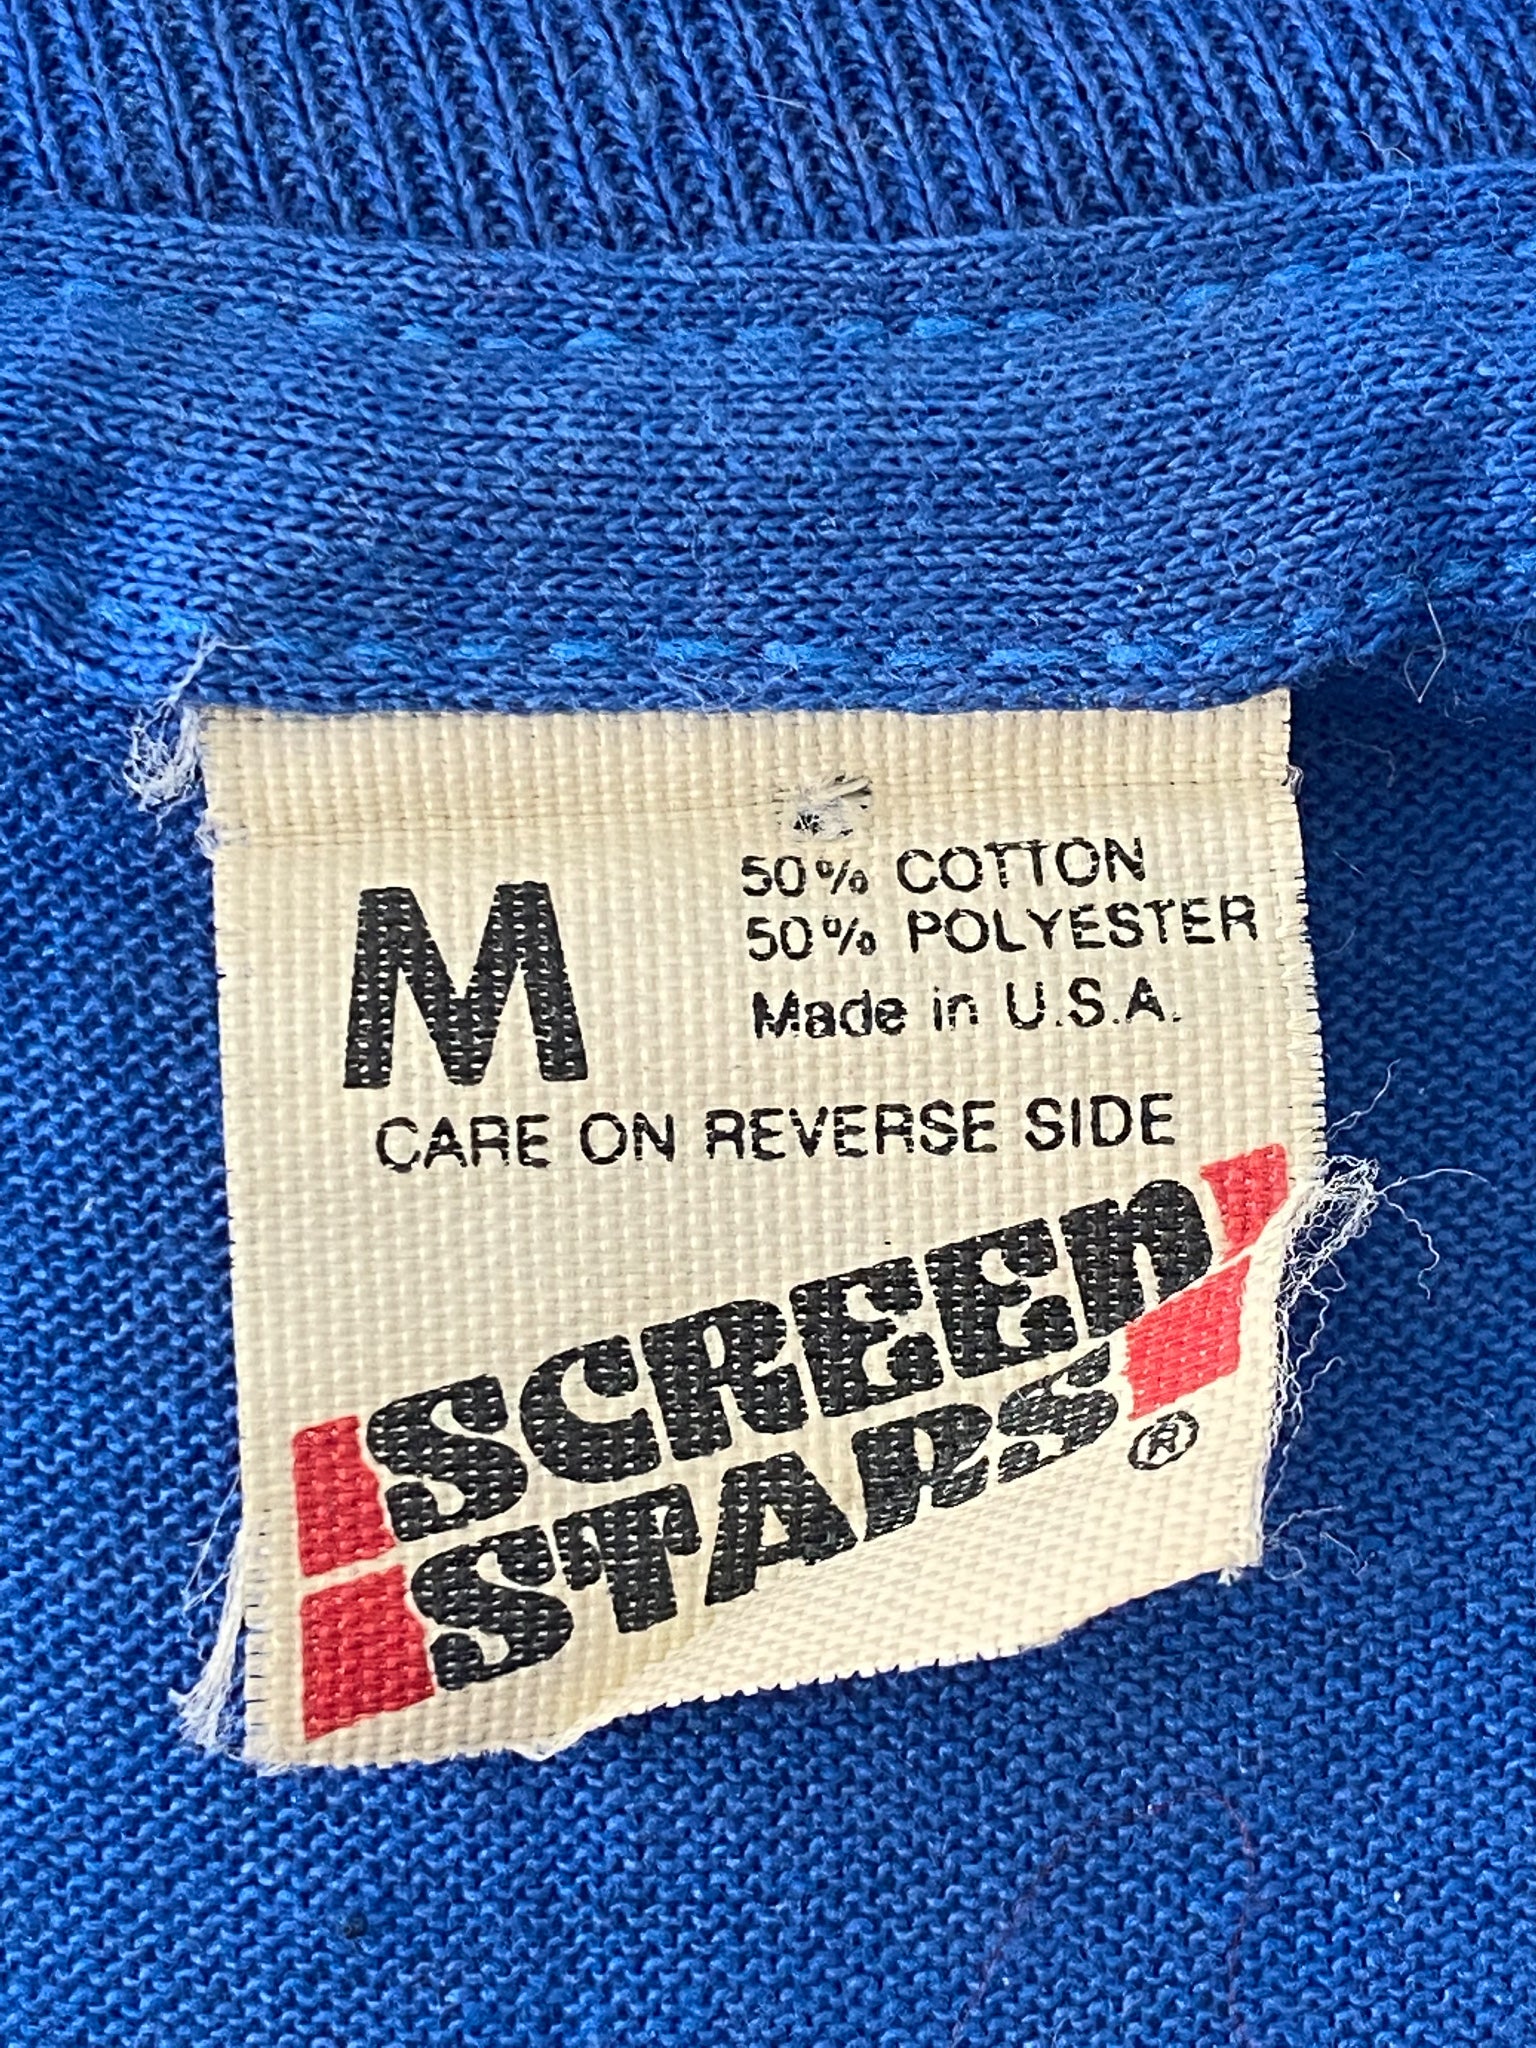 M
50% COTTON
50% POLYESTER
Made in U.S.A.
CARE ON REVERSE SIDE
SCREEN
STARS®